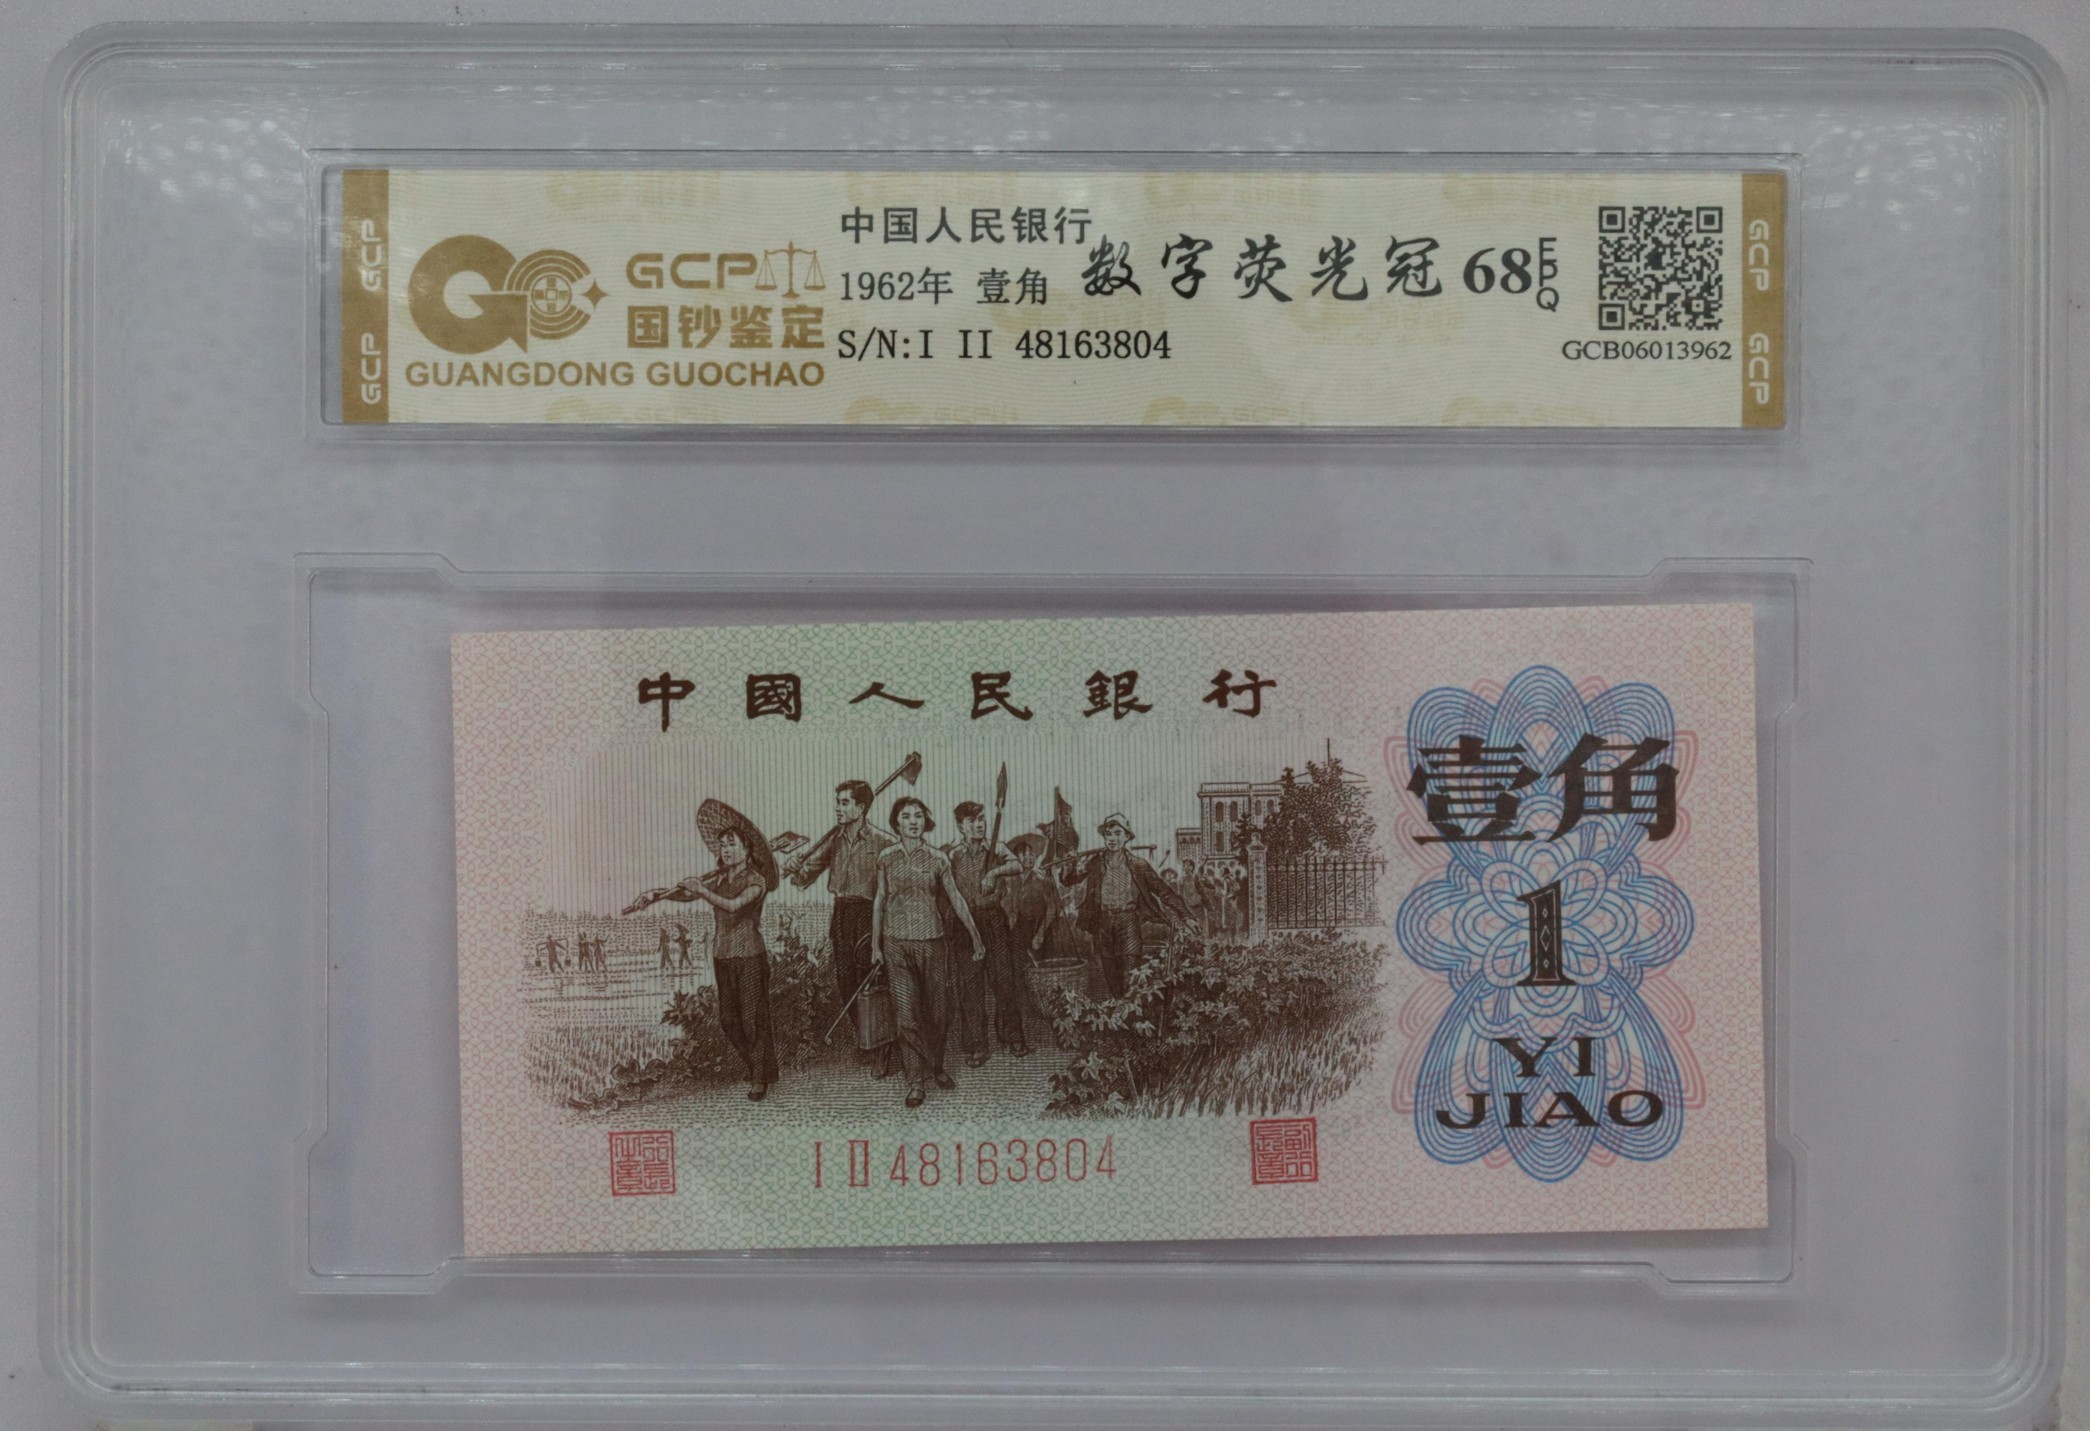 GCP
GCP
GCP
国钞鉴定
GUANGDONG GUOCHAO
中国人民银行
1962年 壹角
S/N:I II 48163804
数字荧光冠 68 EPQ
GCB06013962
GCP
GCP
中國人民銀行
壹角
1
YI
JIAO
I II 48163804